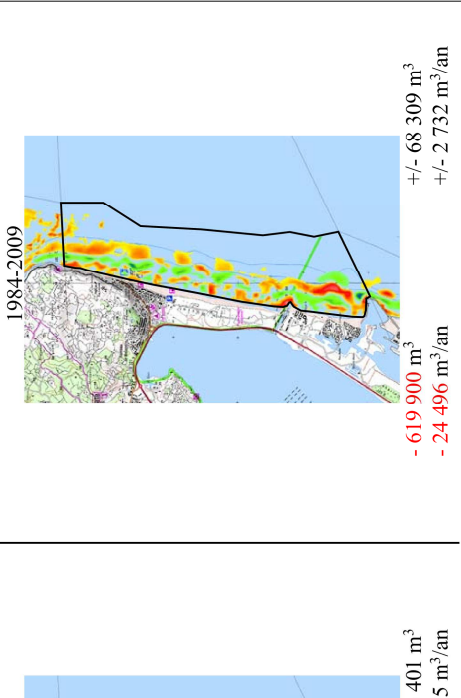 1984-2009
- 619 900 m³ +/- 68 309 m³
- 24 496 m³/an +/- 2 732 m³/an
401 m³
5 m³/an